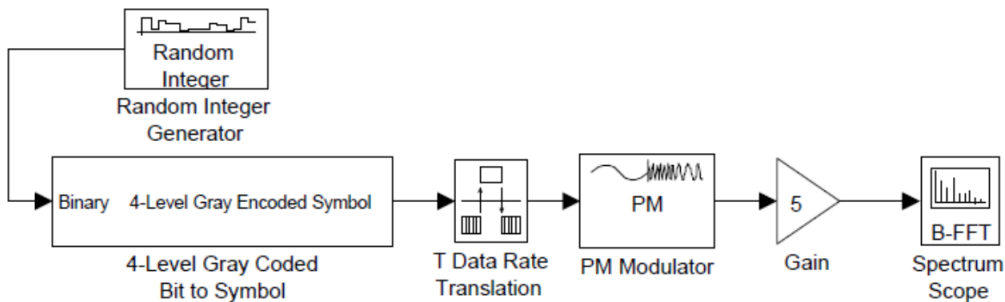 Random
Integer
Random Integer
Generator
Binary 4-Level Gray Encoded Symbol
4-Level Gray Coded
Bit to Symbol
T Data Rate
Translation
PM
PM Modulator
5
Gain
B-FFT
Spectrum
Scope